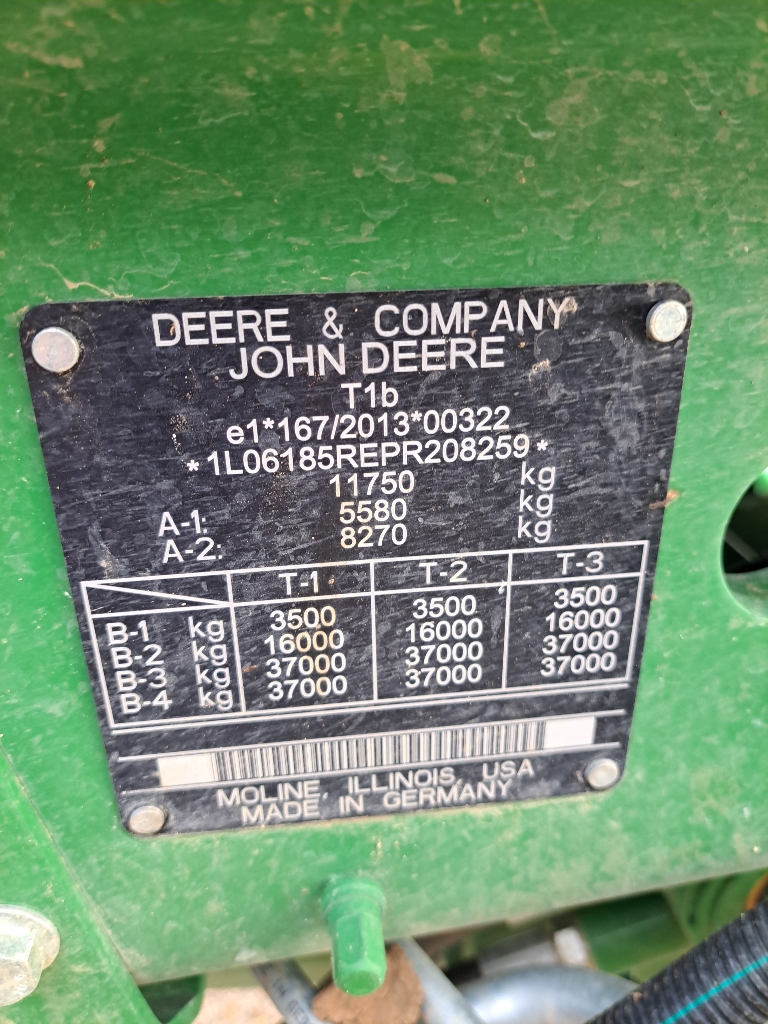 DEERE & COMPANY
JOHN DEERE
T1b
e1*167/2013*00322
*1L06185REPR208259*
11750 kg
A-1: 5580 kg
A-2: 8270 kg
T-1 T-2 T-3
B-1 kg 3500 3500 3500
B-2 kg 16000 16000 16000
B-3 kg 37000 37000 37000
B-4 kg 37000 37000 37000
MOLINE, ILLINOIS, USA
MADE IN GERMANY